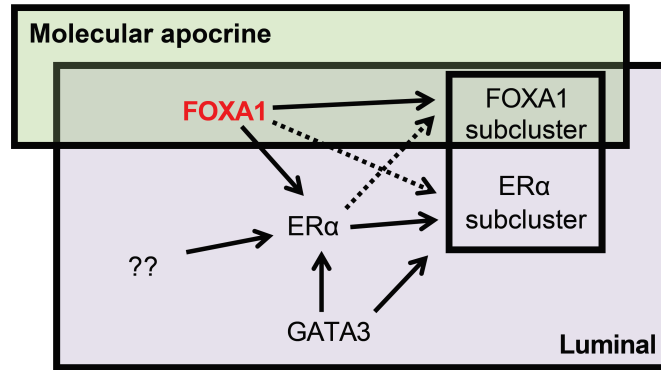 Molecular apocrine
FOXA1
FOXA1
subcluster
ERα
subcluster
ERα
??
GATA3
Luminal